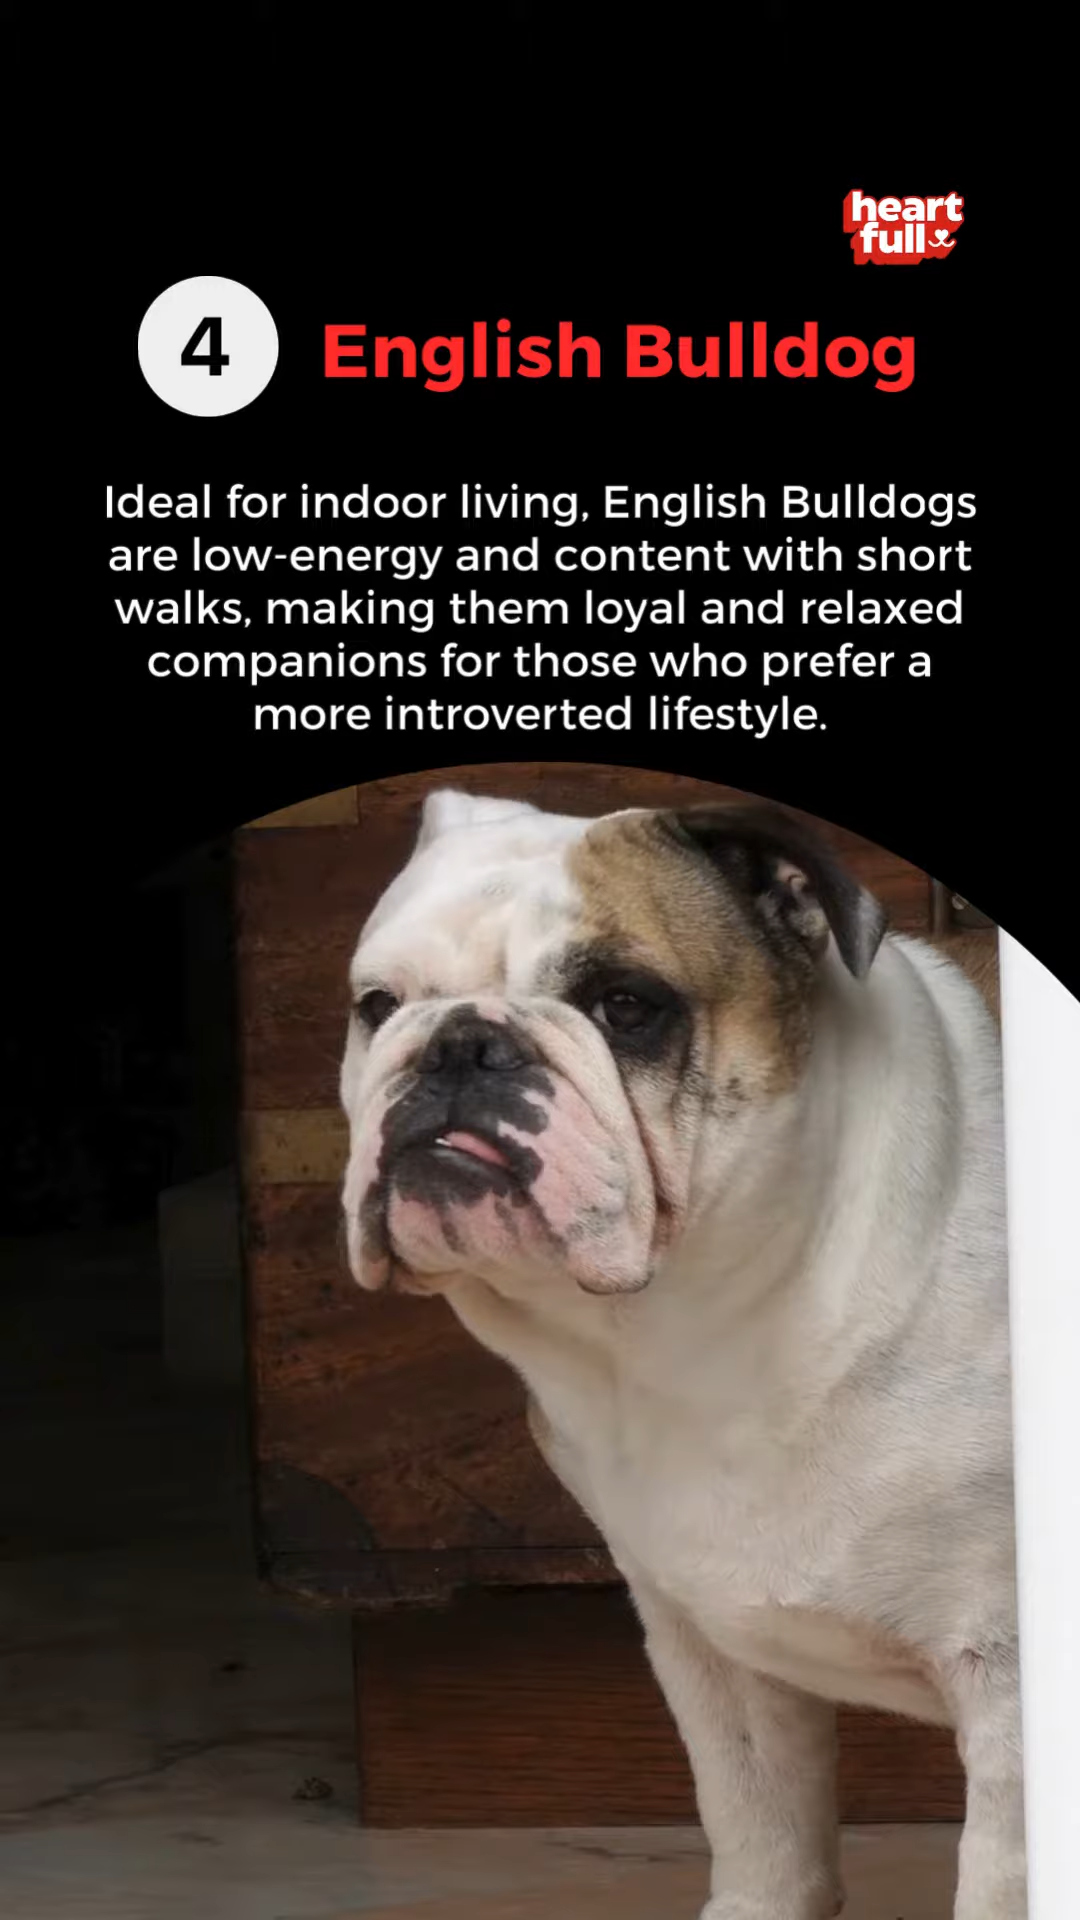 heart
full
4
English Bulldog
Ideal for indoor living, English Bulldogs
are low-energy and content with short
walks, making them loyal and relaxed
companions for those who prefer a
more introverted lifestyle.